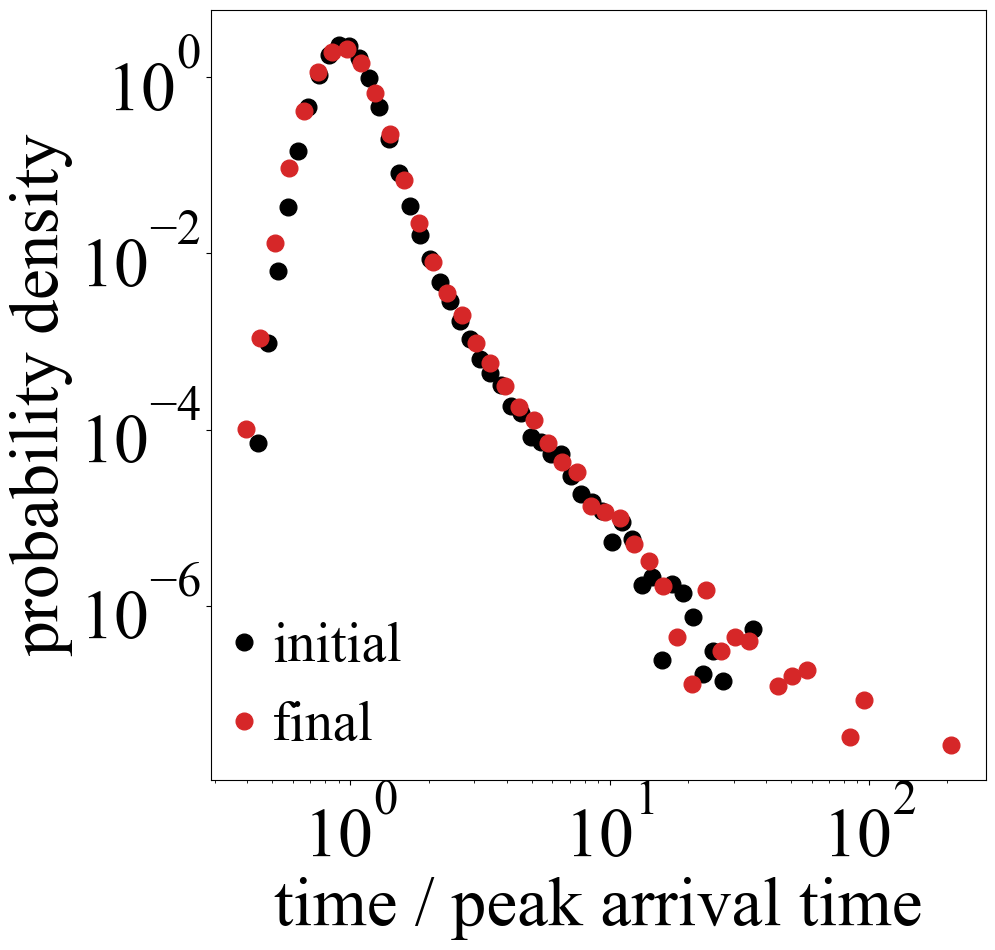 probability density
10^0
10^−2
10^−4
10^−6
initial
final
10^0 10^1 10^2
time / peak arrival time